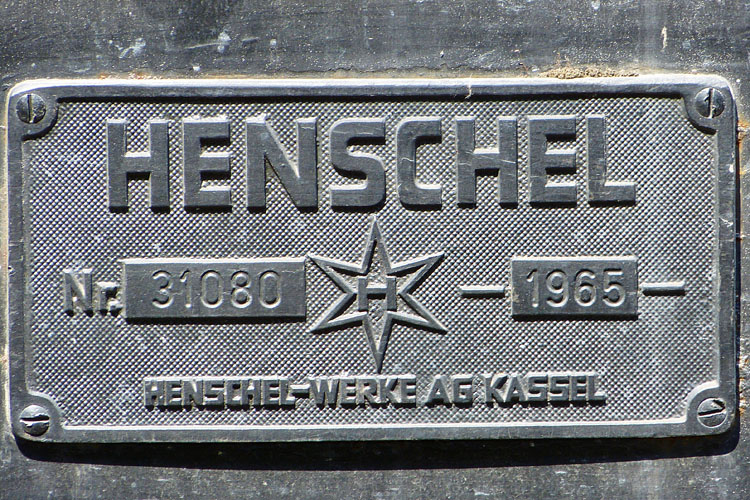 HENSCHEL
Nr. 31080 H – 1965 –
HENSCHEL-WERKE AG KASSEL